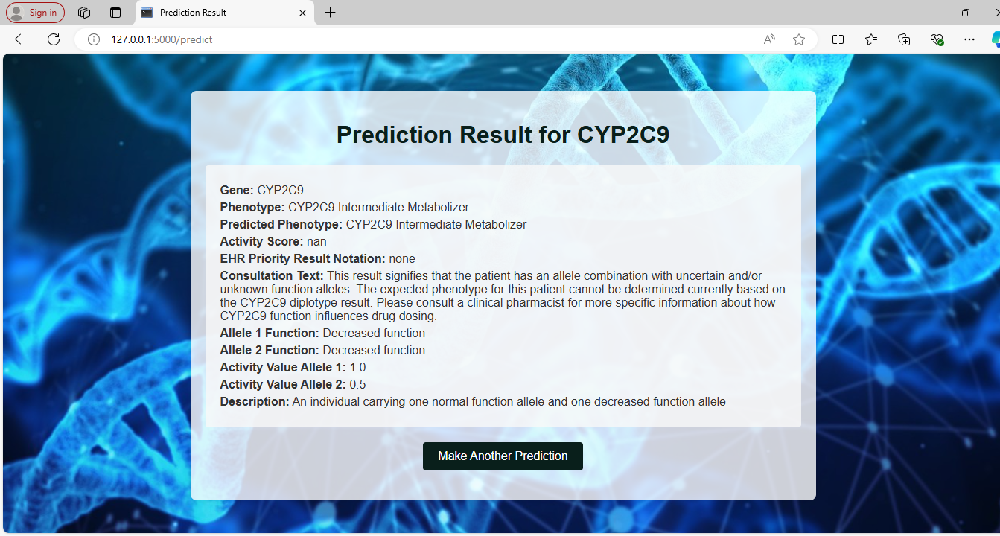 Sign in
Prediction Result
127.0.0.1:5000/predict
Prediction Result for CYP2C9
Gene: CYP2C9
Phenotype: CYP2C9 Intermediate Metabolizer
Predicted Phenotype: CYP2C9 Intermediate Metabolizer
Activity Score: nan
EHR Priority Result Notation: none
Consultation Text: This result signifies that the patient has an allele combination with uncertain and/or
unknown function alleles. The expected phenotype for this patient cannot be determined currently based on
the CYP2C9 diplotype result. Please consult a clinical pharmacist for more specific information about how
CYP2C9 function influences drug dosing.
Allele 1 Function: Decreased function
Allele 2 Function: Decreased function
Activity Value Allele 1: 1.0
Activity Value Allele 2: 0.5
Description: An individual carrying one normal function allele and one decreased function allele
Make Another Prediction